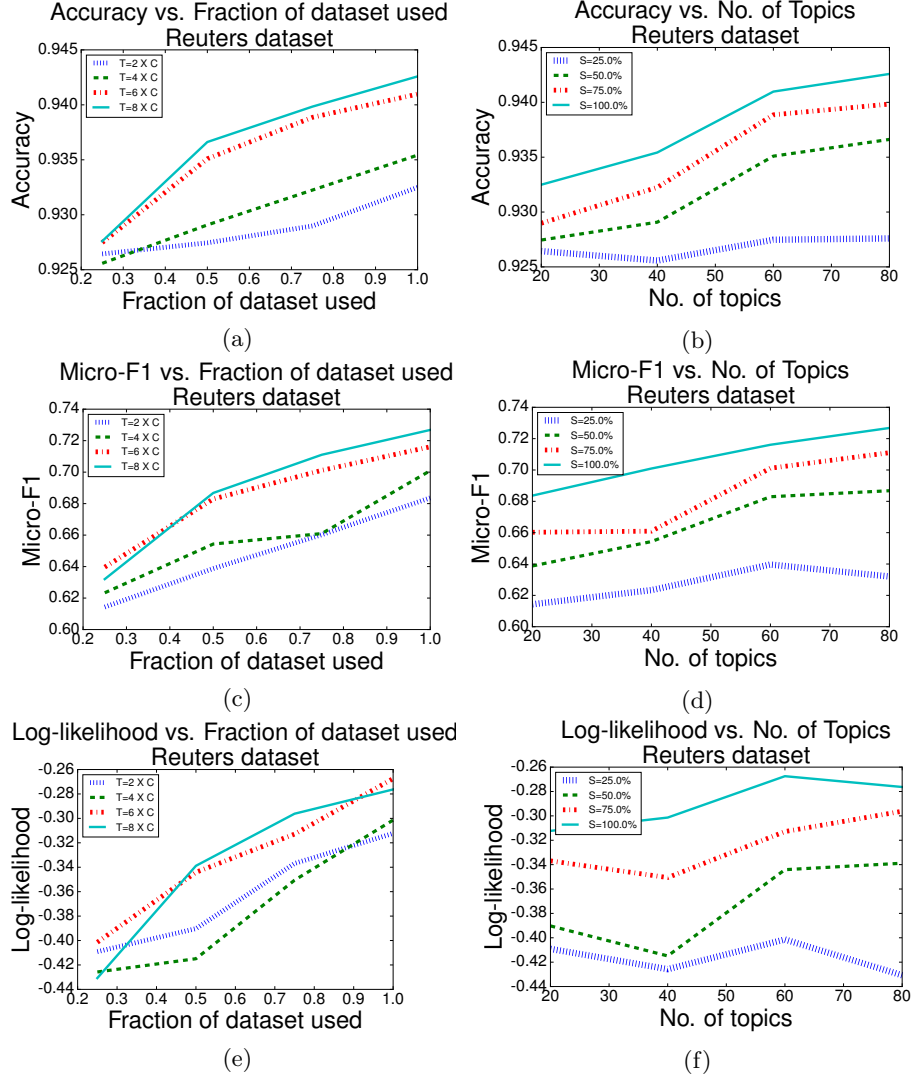 Accuracy vs. Fraction of dataset used
Reuters dataset
0.945
0.940
0.935
0.930
0.925
Accuracy
T=2 X C
T=4 X C
T=6 X C
T=8 X C
0.2 0.3 0.4 0.5 0.6 0.7 0.8 0.9 1.0
Fraction of dataset used
(a)
Accuracy vs. No. of Topics
Reuters dataset
0.945
0.940
0.935
0.930
0.925
Accuracy
S=25.0%
S=50.0%
S=75.0%
S=100.0%
20 30 40 50 60 70 80
No. of topics
(b)
Micro-F1 vs. Fraction of dataset used
Reuters dataset
0.74
0.72
0.70
0.68
0.66
0.64
0.62
0.60
Micro-F1
T=2 X C
T=4 X C
T=6 X C
T=8 X C
0.2 0.3 0.4 0.5 0.6 0.7 0.8 0.9 1.0
Fraction of dataset used
(c)
Micro-F1 vs. No. of Topics
Reuters dataset
0.74
0.72
0.70
0.68
0.66
0.64
0.62
0.60
Micro-F1
S=25.0%
S=50.0%
S=75.0%
S=100.0%
20 30 40 50 60 70 80
No. of topics
(d)
Log-likelihood vs. Fraction of dataset used
Reuters dataset
-0.26
-0.30
-0.34
-0.38
-0.40
-0.42
-0.44
Log-likelihood
T=2 X C
T=4 X C
T=6 X C
T=8 X C
0.2 0.3 0.4 0.5 0.6 0.7 0.8 0.9 1.0
Fraction of dataset used
(e)
Log-likelihood vs. No. of Topics
Reuters dataset
-0.26
-0.28
-0.30
-0.32
-0.34
-0.36
-0.38
-0.40
-0.42
-0.44
Log-likelihood
S=25.0%
S=50.0%
S=75.0%
S=100.0%
20 30 40 50 60 70 80
No. of topics
(f)